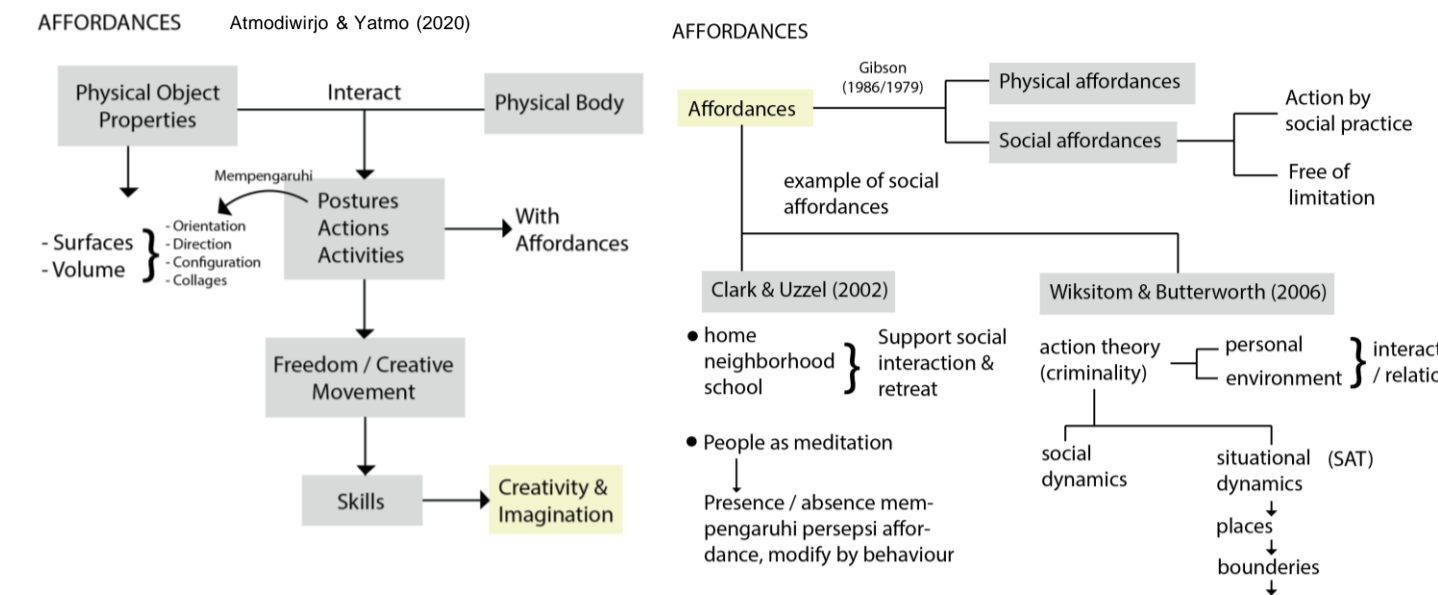 AFFORDANCES
Atmodiwirjo & Yatmo (2020)
Physical Object
Properties
Interact
Physical Body
Mempengaruhi
Postures
Actions
Activities
With
Affordances
- Surfaces
- Volume
}
- Orientation
- Direction
- Configuration
- Collages
Freedom / Creative
Movement
Skills
Creativity &
Imagination
AFFORDANCES
Affordances
Gibson
(1986/1979)
Physical affordances
Social affordances
Action by
social practice
Free of
limitation
example of social
affordances
Clark & Uzzel (2002)
• home
neighborhood
school
}
Support social
interaction &
retreat
• People as meditation
Presence / absence mem-
pengaruhi persepsi affor-
dance, modify by behaviour
Wiksitom & Butterworth (2006)
action theory
(criminality)
personal
environment
}
interact
/ relatio
social
dynamics
situational (SAT)
dynamics
places
bounderies